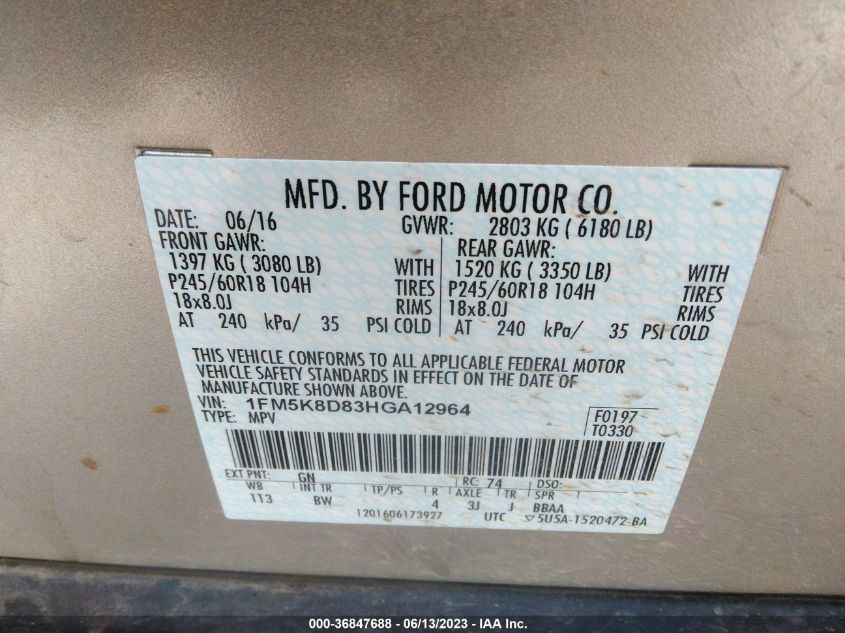 MFD. BY FORD MOTOR CO.
DATE: 06/16 GVWR: 2803 KG ( 6180 LB)
FRONT GAWR: REAR GAWR:
1397 KG ( 3080 LB) WITH 1520 KG ( 3350 LB) WITH
P245/60R18 104H TIRES P245/60R18 104H TIRES
18x8.0J RIMS 18x8.0J RIMS
AT 240 kPa/ 35 PSI COLD AT 240 kPa/ 35 PSI COLD
THIS VEHICLE CONFORMS TO ALL APPLICABLE FEDERAL MOTOR
VEHICLE SAFETY STANDARDS IN EFFECT ON THE DATE OF
MANUFACTURE SHOWN ABOVE.
VIN: 1FM5K8D83HGA12964 F0197
TYPE: MPV T0330
EXT PNT: GN RC: 74 DSO:
WB INT TR TP/PS R AXLE TR SPR
113 BW 4 3J J BBAA
1201606173927 UTC ▽5U5A-1520472-BA
000-36847688 - 06/13/2023 - IAA Inc.